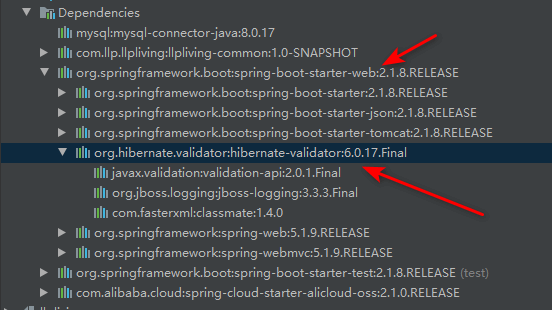 Dependencies
mysql:mysql-connector-java:8.0.17
com.llp.llpliving:llpliving-common:1.0-SNAPSHOT
org.springframework.boot:spring-boot-starter-web:2.1.8.RELEASE
org.springframework.boot:spring-boot-starter:2.1.8.RELEASE
org.springframework.boot:spring-boot-starter-json:2.1.8.RELEASE
org.springframework.boot:spring-boot-starter-tomcat:2.1.8.RELEASE
org.hibernate.validator:hibernate-validator:6.0.17.Final
javax.validation:validation-api:2.0.1.Final
org.jboss.logging:jboss-logging:3.3.3.Final
com.fasterxml:classmate:1.4.0
org.springframework:spring-web:5.1.9.RELEASE
org.springframework:spring-webmvc:5.1.9.RELEASE
org.springframework.boot:spring-boot-starter-test:2.1.8.RELEASE (test)
com.alibaba.cloud:spring-cloud-starter-alicloud-oss:2.1.0.RELEASE